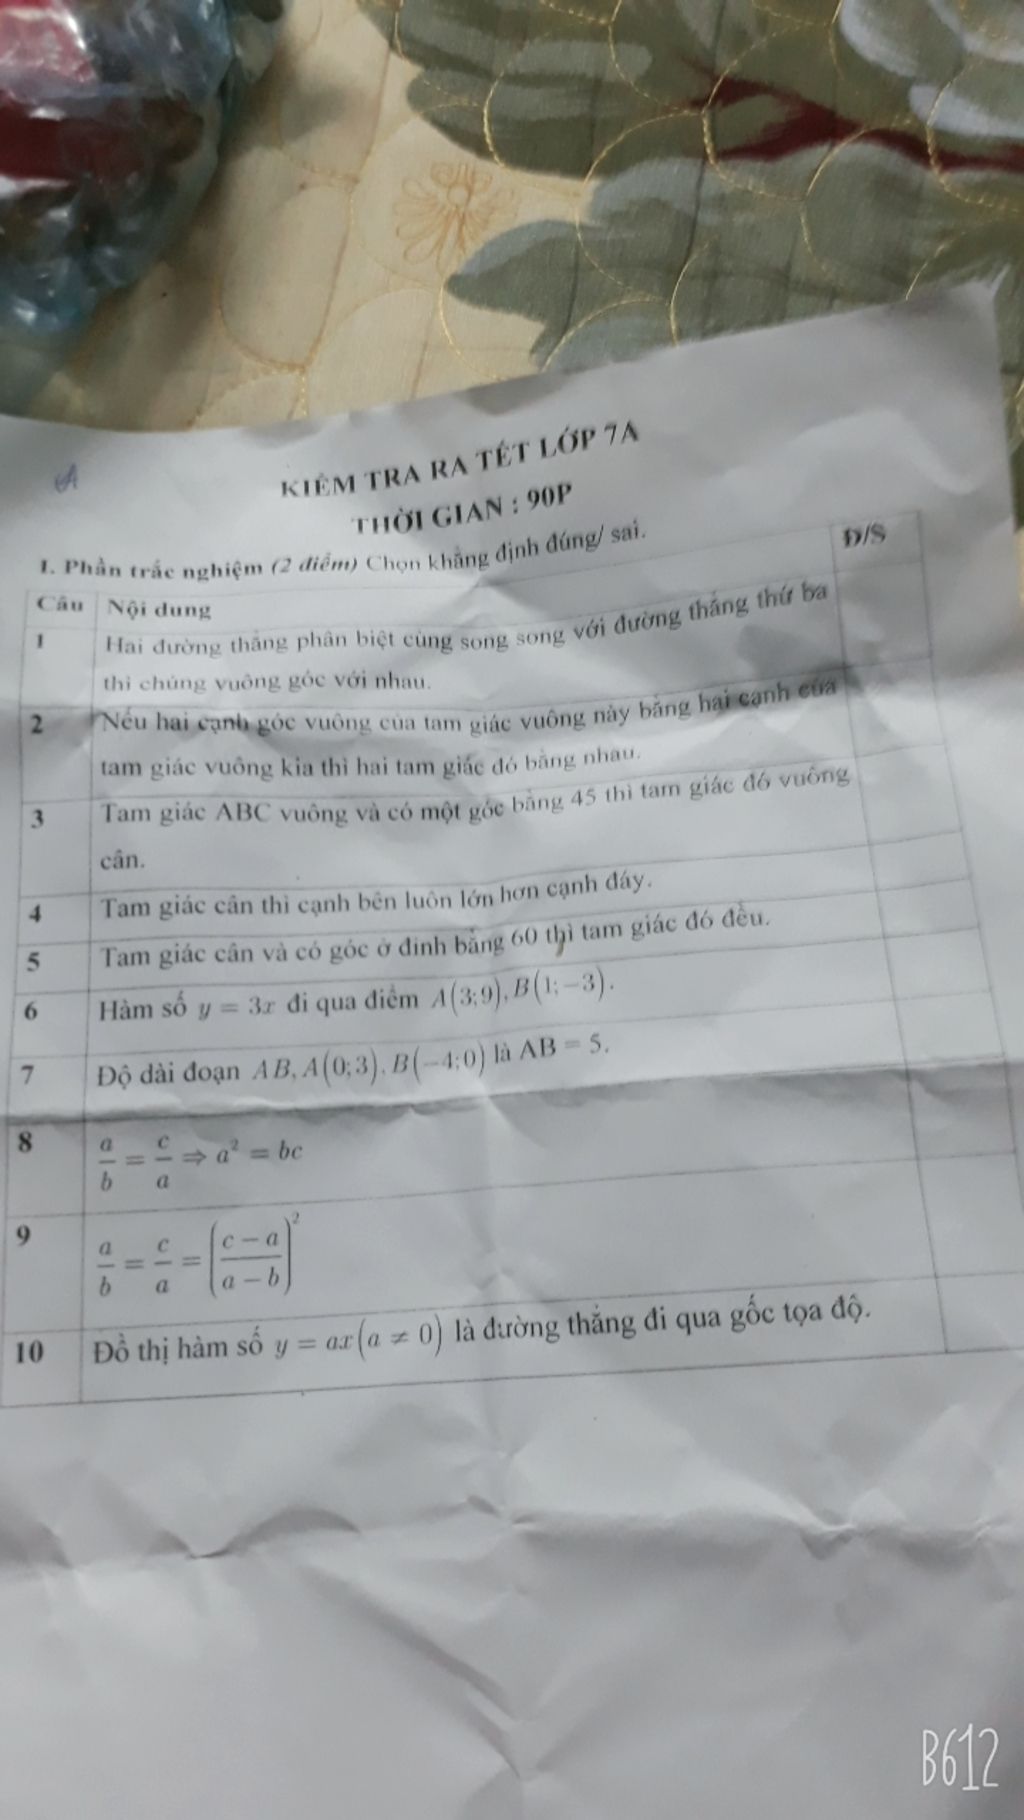 KIỂM TRA RA TẾT LỚP 7A
THỜI GIAN : 90P
I. Phần trắc nghiệm (2 điểm) Chọn khẳng định đúng/ sai.
Câu Nội dung Đ/S
1 Hai đường thẳng phân biệt cùng song song với đường thẳng thứ ba
thì chúng vuông góc với nhau.
2 Nếu hai cạnh góc vuông của tam giác vuông này bằng hai cạnh của
tam giác vuông kia thì hai tam giác đó bằng nhau.
3 Tam giác ABC vuông và có một góc bằng 45 thì tam giác đó vuông
cân.
4 Tam giác cân thì cạnh bên luôn lớn hơn cạnh đáy.
5 Tam giác cân và có góc ở đỉnh bằng 60 thì tam giác đó đều.
6 Hàm số y = 3x đi qua điểm A(3;9), B(1;−3).
7 Độ dài đoạn AB, A(0;3), B(−4;0) là AB = 5.
8 a/b = c/a ⇒ a² = bc
9 a/b = c/a = ((c − a)/(a − b))²
10 Đồ thị hàm số y = ax(a ≠ 0) là đường thẳng đi qua gốc tọa độ.
B612